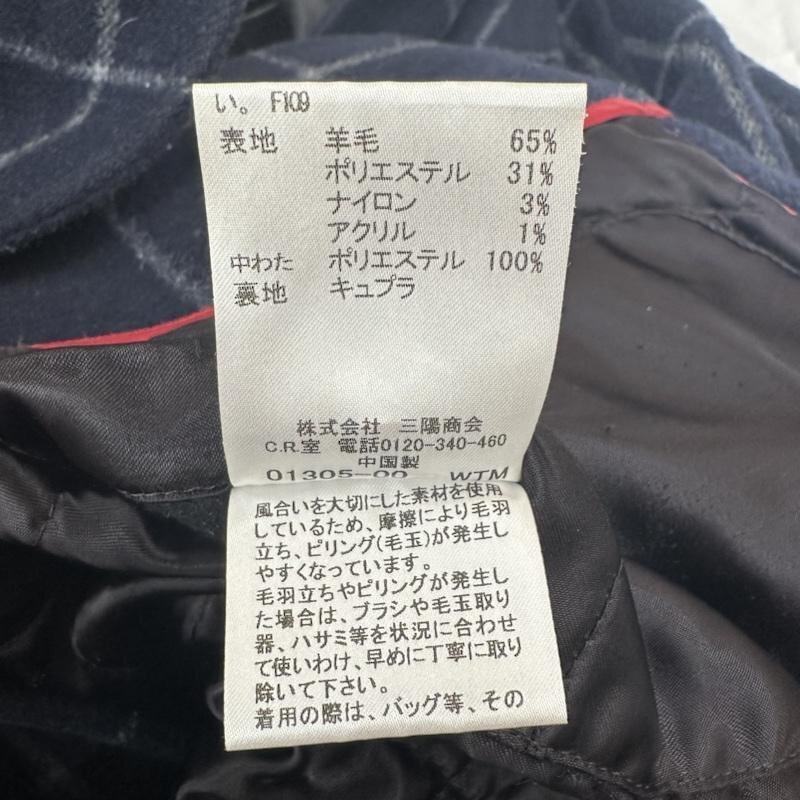 い。 F109
表地 羊毛 65%
ポリエステル 31%
ナイロン 3%
アクリル 1%
中わた ポリエステル 100%
裏地 キュプラ
株式会社 三陽商会
C.R.室 電話0120-340-460
中国製
01305-00 WTM
風合いを大切にした素材を使用
しているため、摩擦により毛羽
立ち、ピリング(毛玉)が発生し
やすくなっています。
毛羽立ちやピリングが発生し
た場合は、ブラシや毛玉取り
器、ハサミ等を状況に合わせ
て使いわけ、早めに丁寧に取り
除いて下さい。
着用の際は、バッグ等、その